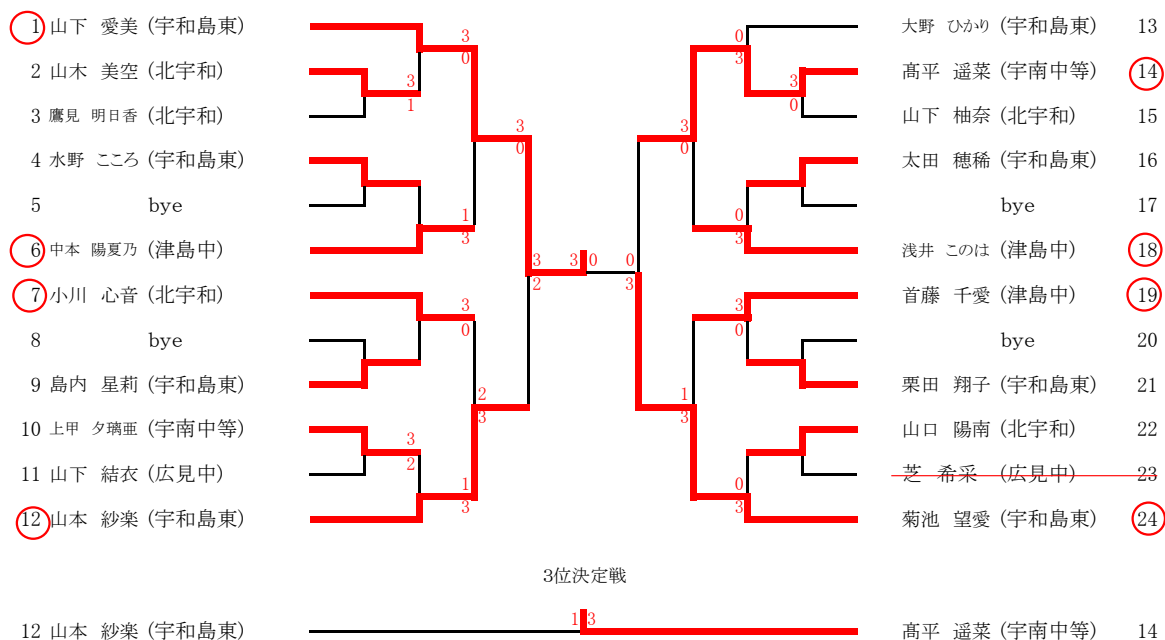 1 山下 愛美 (宇和島東) 3 0 大野 ひかり (宇和島東) 13
0 3
2 山木 美空 (北宇和) 3 3 髙平 遥菜 (宇南中等) 14
1 0
3 鷹見 明日香 (北宇和) 山下 柚奈 (北宇和) 15
3 3
0 0
4 水野 こころ (宇和島東) 太田 穂稀 (宇和島東) 16
5 bye bye 17
1 0
3 3
6 中本 陽夏乃 (津島中) 浅井 このは (津島中) 18
3 3 0 0
2 3
7 小川 心音 (北宇和) 首藤 千愛 (津島中) 19
3 3
0 0
8 bye bye 20
9 島内 星莉 (宇和島東) 栗田 翔子 (宇和島東) 21
2 1
3 3
10 上甲 夕璃亜 (宇南中等) 山口 陽南 (北宇和) 22
3
2
11 山下 結衣 (広見中) 芝 希采 (広見中) 23
1 0
3 3
12 山本 紗楽 (宇和島東) 菊池 望愛 (宇和島東) 24
3位決定戦
1 3
12 山本 紗楽 (宇和島東) 髙平 遥菜 (宇南中等) 14